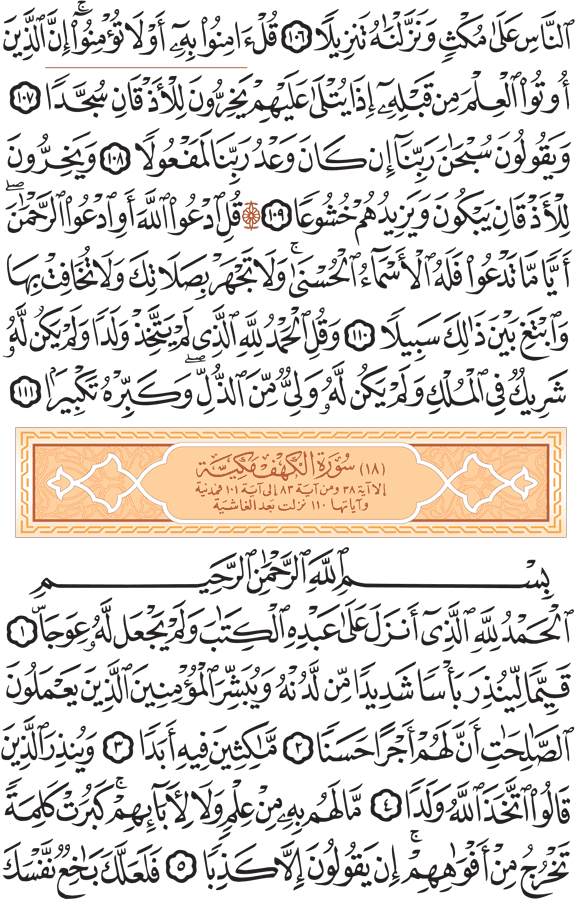 ٱلنَّاسِ عَلَىٰ مُكْثٍ وَنَزَّلْنَٰهُ تَنزِيلًا ١٠٦ قُلْ ءَامِنُوا۟ بِهِۦٓ أَوْ لَا تُؤْمِنُوٓا۟ ۚ إِنَّ ٱلَّذِينَ
أُوتُوا۟ ٱلْعِلْمَ مِن قَبْلِهِۦٓ إِذَا يُتْلَىٰ عَلَيْهِمْ يَخِرُّونَ لِلْأَذْقَانِ سُجَّدًا ١٠٧
وَيَقُولُونَ سُبْحَٰنَ رَبِّنَآ إِن كَانَ وَعْدُ رَبِّنَا لَمَفْعُولًا ١٠٨ وَيَخِرُّونَ
لِلْأَذْقَانِ يَبْكُونَ وَيَزِيدُهُمْ خُشُوعًا ۩ ١٠٩ قُلِ ٱدْعُوا۟ ٱللَّهَ أَوِ ٱدْعُوا۟ ٱلرَّحْمَٰنَ ۖ
أَيًّا مَّا تَدْعُوا۟ فَلَهُ ٱلْأَسْمَآءُ ٱلْحُسْنَىٰ ۚ وَلَا تَجْهَرْ بِصَلَاتِكَ وَلَا تُخَافِتْ بِهَا
وَٱبْتَغِ بَيْنَ ذَٰلِكَ سَبِيلًا ١١٠ وَقُلِ ٱلْحَمْدُ لِلَّهِ ٱلَّذِى لَمْ يَتَّخِذْ وَلَدًا وَلَمْ يَكُن لَّهُۥ
شَرِيكٌ فِى ٱلْمُلْكِ وَلَمْ يَكُن لَّهُۥ وَلِىٌّ مِّنَ ٱلذُّلِّ ۖ وَكَبِّرْهُ تَكْبِيرًۢا ١١١
(١٨) سورة الكهف مكية
إلا آية ٣٨ ومن آية ٨٣ إلى آية ١٠١ فمدنية
وآياتها ١١٠ نزلت بعد الغاشية
بِسْمِ ٱللَّهِ ٱلرَّحْمَٰنِ ٱلرَّحِيمِ
ٱلْحَمْدُ لِلَّهِ ٱلَّذِىٓ أَنزَلَ عَلَىٰ عَبْدِهِ ٱلْكِتَٰبَ وَلَمْ يَجْعَل لَّهُۥ عِوَجَاۜ ١
قَيِّمًا لِّيُنذِرَ بَأْسًا شَدِيدًا مِّن لَّدُنْهُ وَيُبَشِّرَ ٱلْمُؤْمِنِينَ ٱلَّذِينَ يَعْمَلُونَ
ٱلصَّٰلِحَٰتِ أَنَّ لَهُمْ أَجْرًا حَسَنًا ٢ مَّٰكِثِينَ فِيهِ أَبَدًا ٣ وَيُنذِرَ ٱلَّذِينَ
قَالُوا۟ ٱتَّخَذَ ٱللَّهُ وَلَدًا ٤ مَّا لَهُم بِهِۦ مِنْ عِلْمٍ وَلَا لِءَابَآئِهِمْ ۚ كَبُرَتْ كَلِمَةً
تَخْرُجُ مِنْ أَفْوَٰهِهِمْ ۚ إِن يَقُولُونَ إِلَّا كَذِبًا ٥ فَلَعَلَّكَ بَٰخِعٌ نَّفْسَكَ